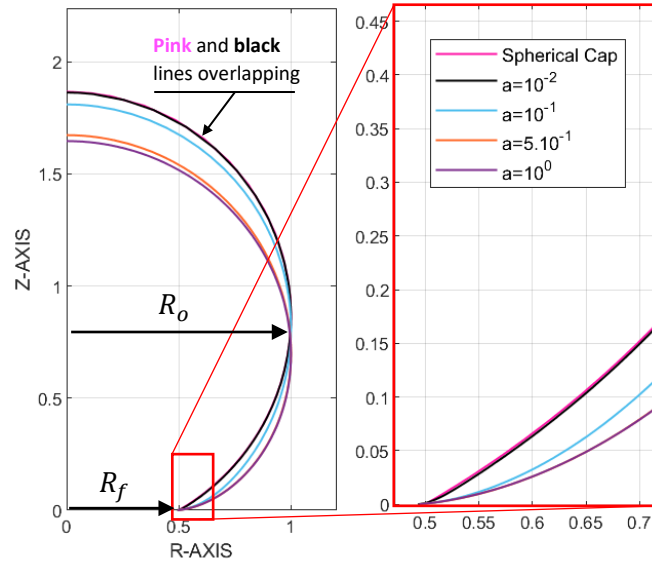 Z-AXIS
2
1.5
1
0.5
0
0
0.5
1
R-AXIS
Pink and black
lines overlapping
R_o
R_f
0.45
0.4
0.35
0.3
0.25
0.2
0.15
0.1
0.05
0
0.5
0.55
0.6
0.65
0.7
Spherical Cap
a=10^-2
a=10^-1
a=5.10^-1
a=10^0